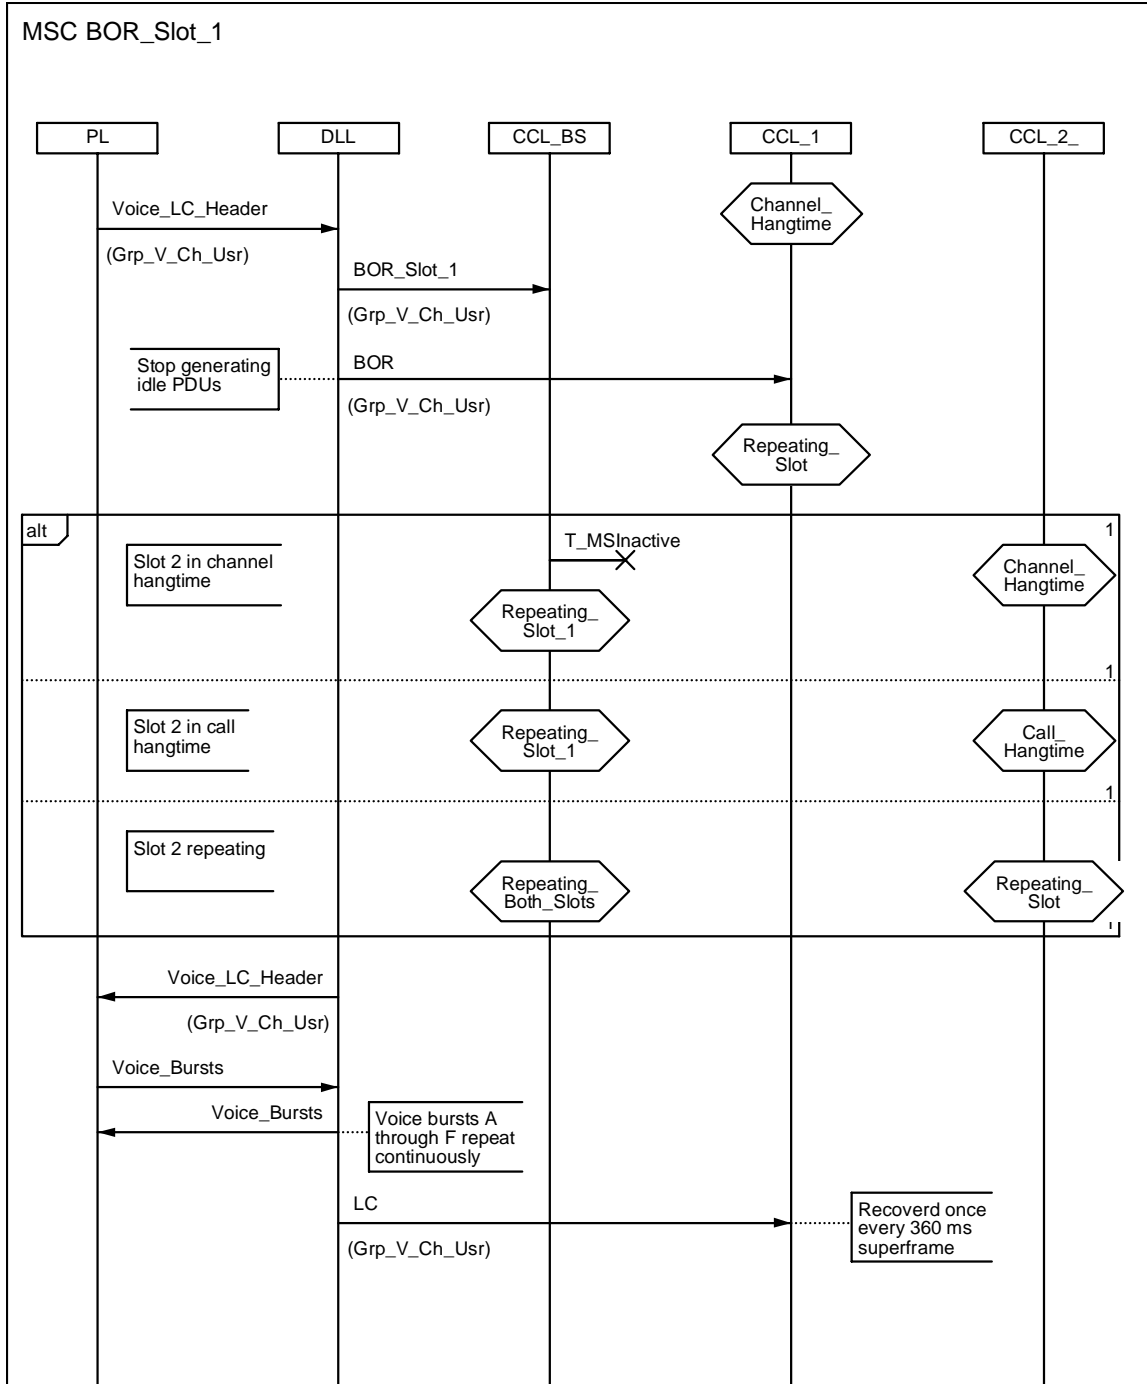 MSC BOR_Slot_1
PL
DLL
CCL_BS
CCL_1
CCL_2_
Voice_LC_Header
(Grp_V_Ch_Usr)
Channel_
Hangtime
BOR_Slot_1
(Grp_V_Ch_Usr)
Stop generating
idle PDUs
BOR
(Grp_V_Ch_Usr)
Repeating_
Slot
alt
1
Slot 2 in channel
hangtime
T_MSInactive
Channel_
Hangtime
Repeating_
Slot_1
1
Slot 2 in call
hangtime
Repeating_
Slot_1
Call_
Hangtime
1
Slot 2 repeating
Repeating_
Both_Slots
Repeating_
Slot
1
Voice_LC_Header
(Grp_V_Ch_Usr)
Voice_Bursts
Voice_Bursts
Voice bursts A
through F repeat
continuously
LC
(Grp_V_Ch_Usr)
Recoverd once
every 360 ms
superframe